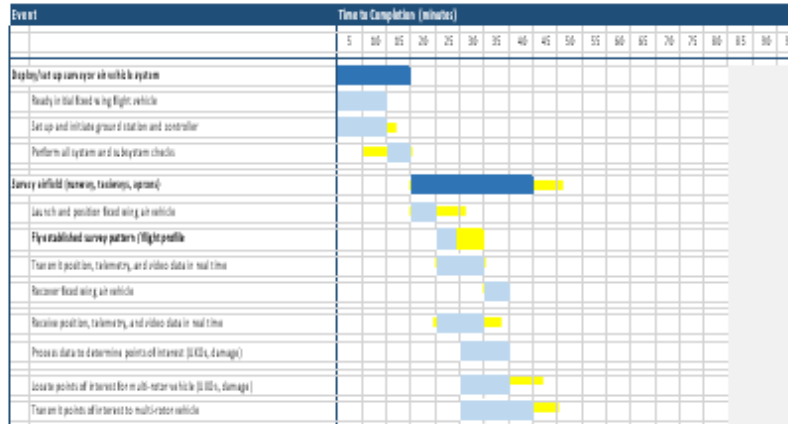 Event Time to Completion (minutes)
5 10 15 20 25 30 35 40 45 50 55 60 65 70 75 80 85 90 9
Deploy/set up surveyor air vehicle system
Ready initial fixed wing flight vehicle
Set up and initiate ground station and controller
Perform all system and subsystem checks
Survey airfield (runway, taxiways, aprons)
Launch and position fixed wing air vehicle
Fly established survey pattern / flight profile
Transmit position, telemetry, and video data in real time
Recover fixed wing air vehicle
Receive position, telemetry, and video data in real time
Process data to determine points of interest (UXOs, damage)
Locate points of interest for multi-rotor vehicle (UXOs, damage)
Transmit points of interest to multi-rotor vehicle